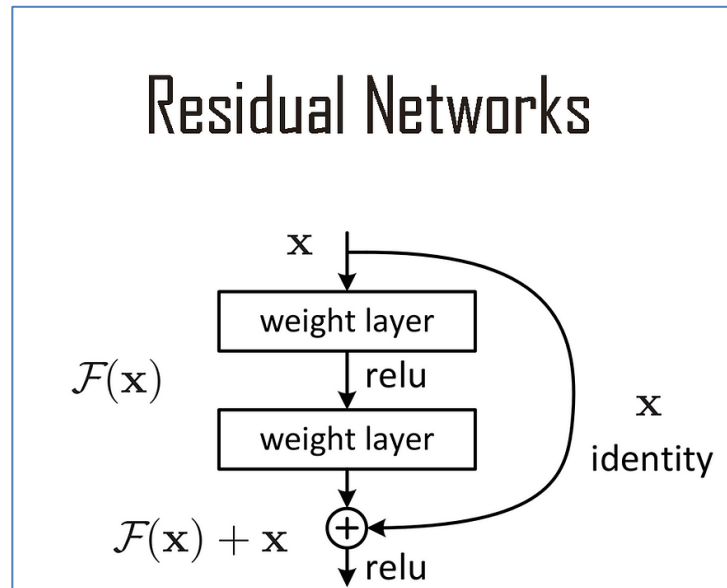 Residual Networks
x
weight layer
F(x)
relu
x
weight layer
identity
F(x) + x
+
relu